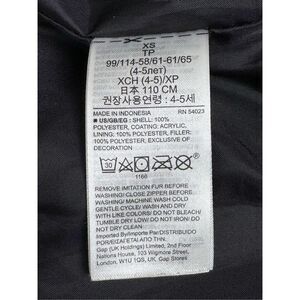 XS
TP
99/114-58/61-61/65
(4-5лет)
XCH (4-5)/XP
日本 110 CM
권장사용연령 : 4-5세
MADE IN INDONESIA RN 54023
■ US/GB/EG : SHELL: 100%
POLYESTER, COATING: ACRYLIC,
LINING: 100% POLYESTER, FILLER:
100% POLYESTER, EXCLUSIVE OF
DECORATION
30
1166
IMITATION REMOVE FUR BEFORE
WASHING/ CLOSE ZIPPER BEFORE
WASHING/ MACHINE WASH COLD
GENTLE CYCLE/ WASH AND DRY
WITH LIKE COLORS/ DO NOT BLEACH/
TUMBLE DRY LOW/ DO NOT IRON/ DO
NOT DRY CLEAN
Imported By/Importe Par/DISTRIBUIDO
POR/ΕΙΣΑΓΕΤΑΙ ΑΠΟ ΤΗΝ:
Gap (UK Holdings) Limited, 2nd Floor
Nations House, 103 Wigmore Street,
London, W1U 1QS, UK Gap Stores